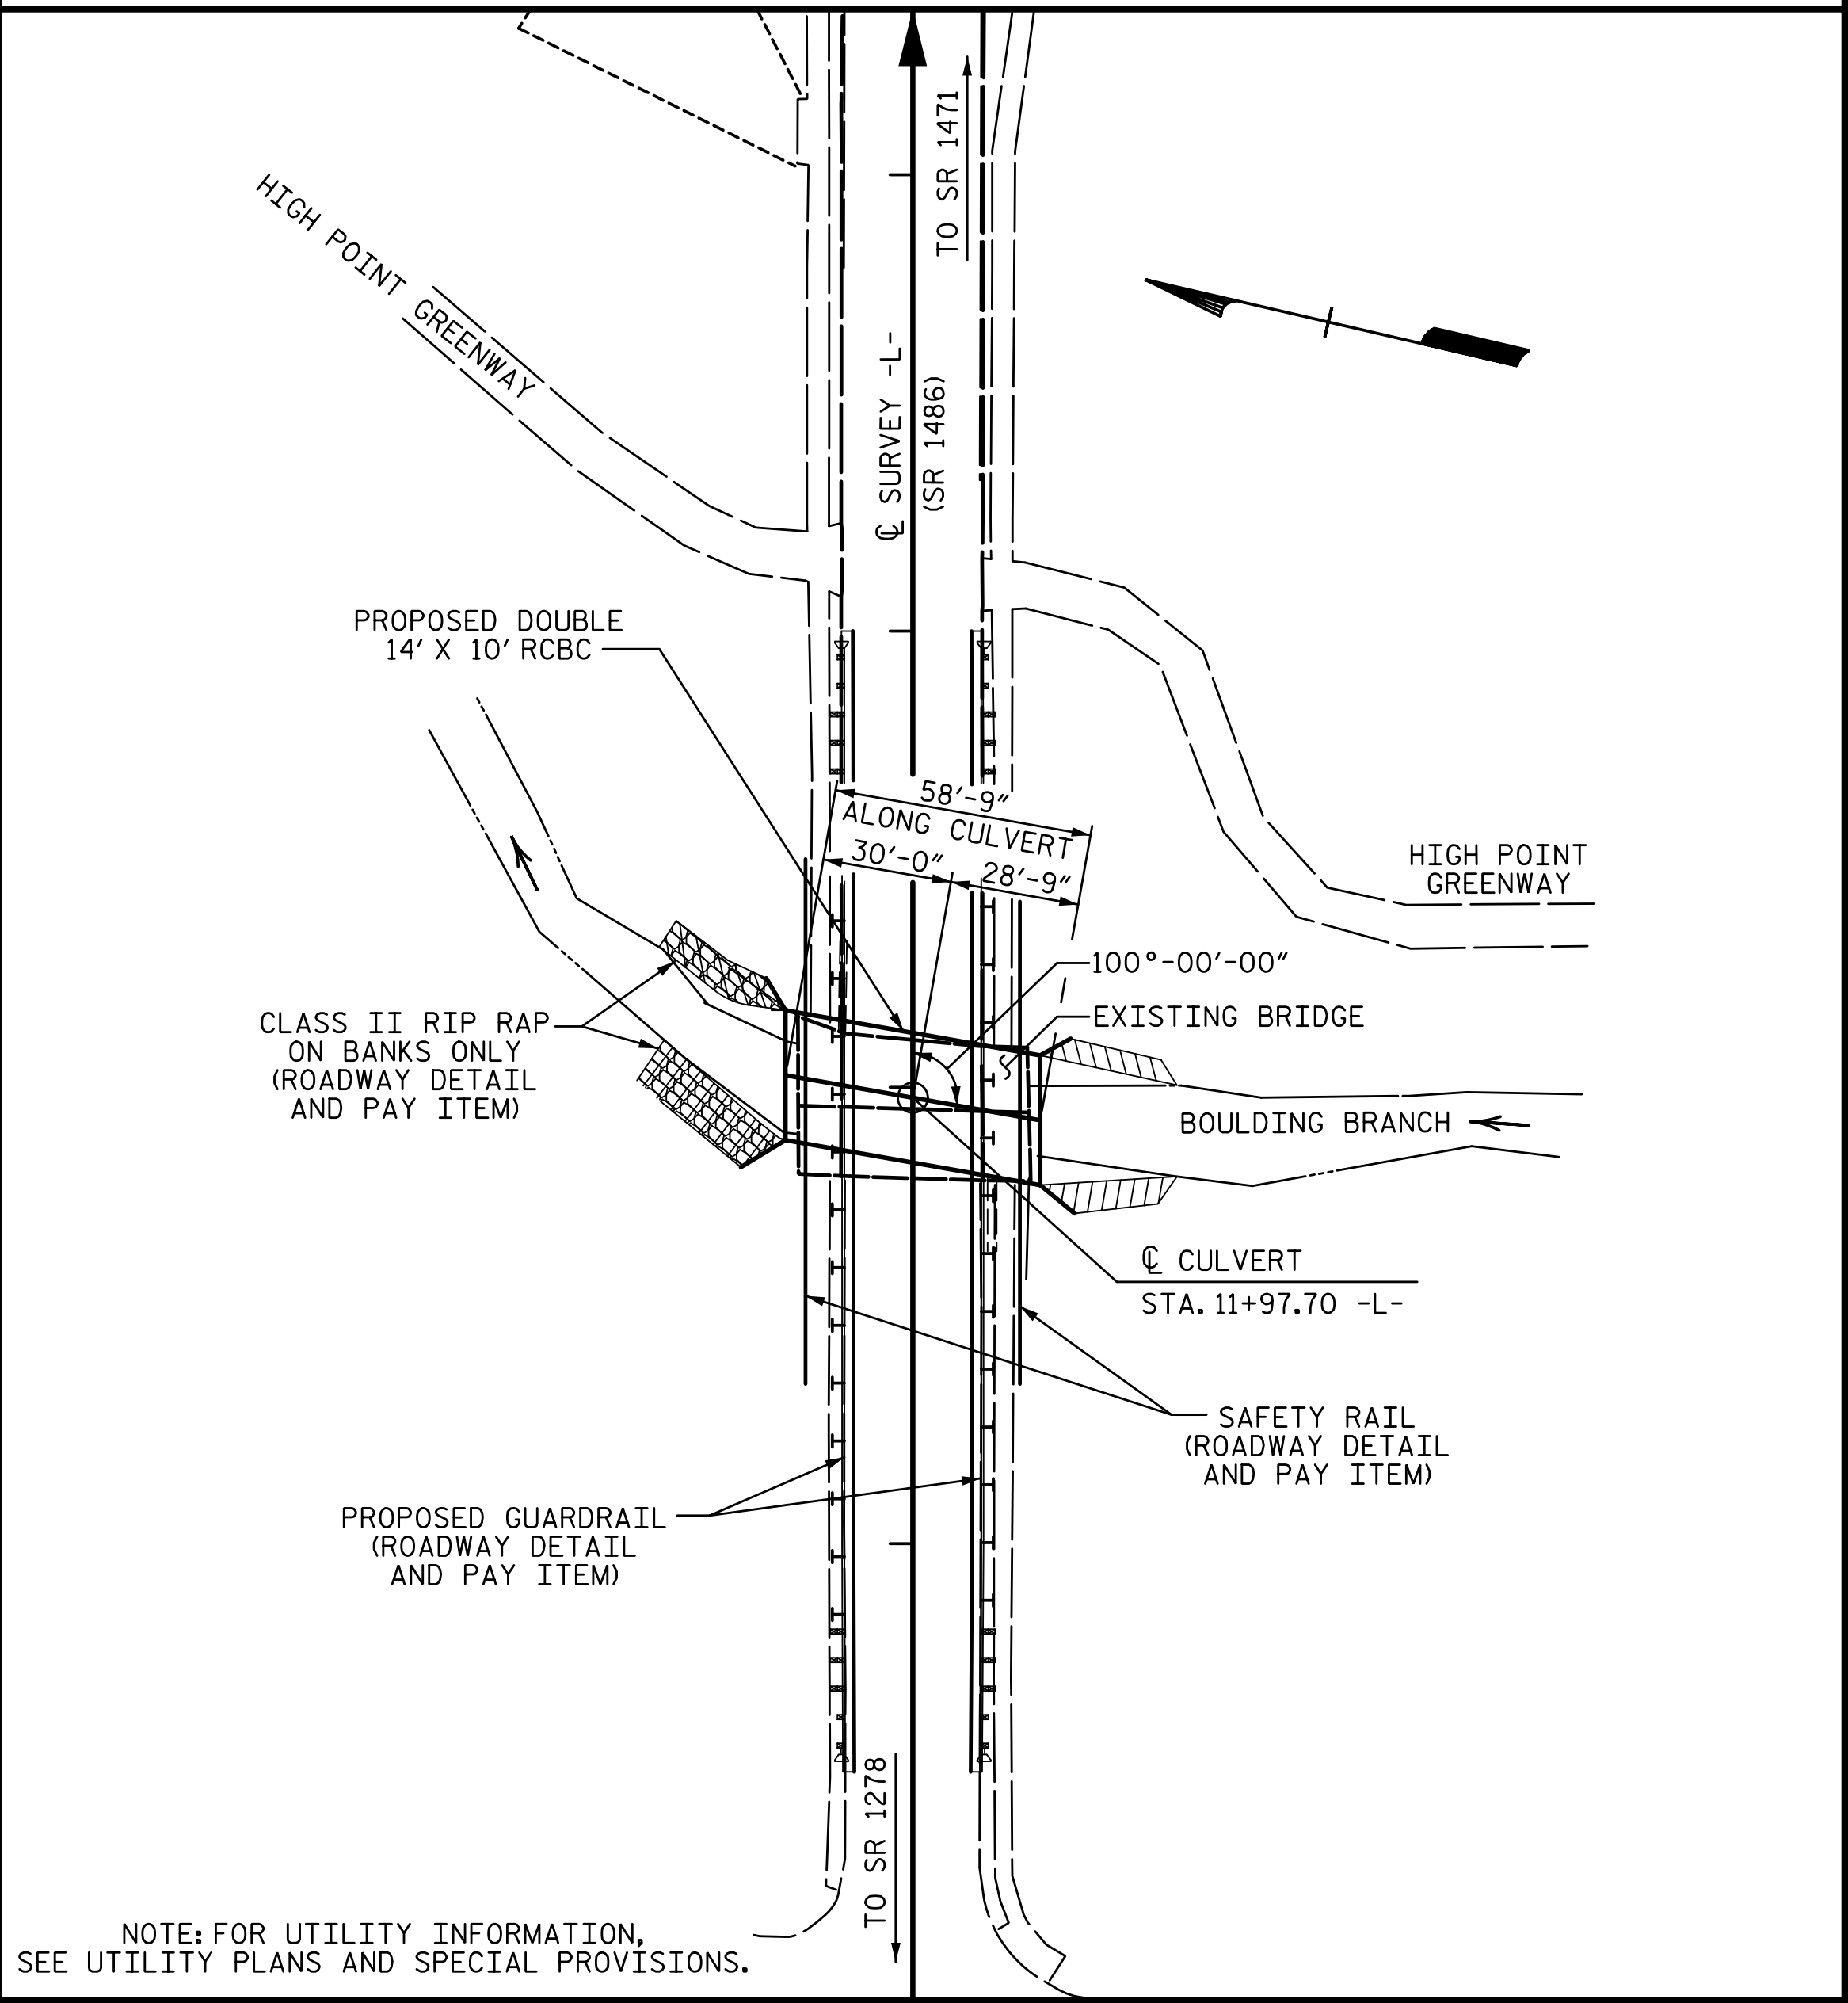 TO SR 1471
HIGH POINT GREENWAY
℄ SURVEY -L-
(SR 1486)
PROPOSED DOUBLE
14' X 10' RCBC
58'-9"
ALONG CULVERT
30'-0"
28'-9"
HIGH POINT
GREENWAY
100°-00'-00"
EXISTING BRIDGE
CLASS II RIP RAP
ON BANKS ONLY
(ROADWAY DETAIL
AND PAY ITEM)
BOULDING BRANCH
℄ CULVERT
STA. 11+97.70 -L-
SAFETY RAIL
(ROADWAY DETAIL
AND PAY ITEM)
PROPOSED GUARDRAIL
(ROADWAY DETAIL
AND PAY ITEM)
TO SR 1278
NOTE: FOR UTILITY INFORMATION,
SEE UTILITY PLANS AND SPECIAL PROVISIONS.